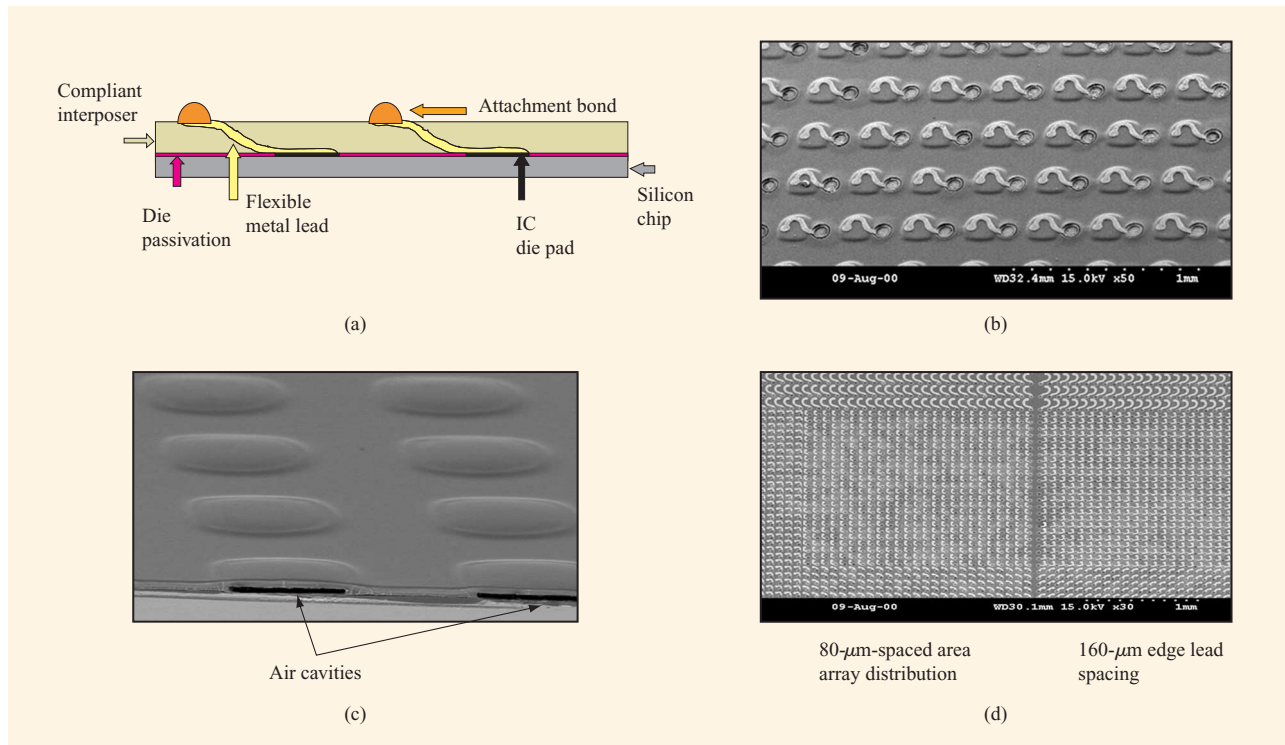 Compliant
interposer
Attachment bond
Die
passivation
Flexible
metal lead
IC
die pad
Silicon
chip
(a)
09-Aug-00 WD32.4mm 15.0kV x50 1mm
(b)
Air cavities
(c)
09-Aug-00 WD30.1mm 15.0kV x30 1mm
80-μm-spaced area
array distribution
160-μm edge lead
spacing
(d)